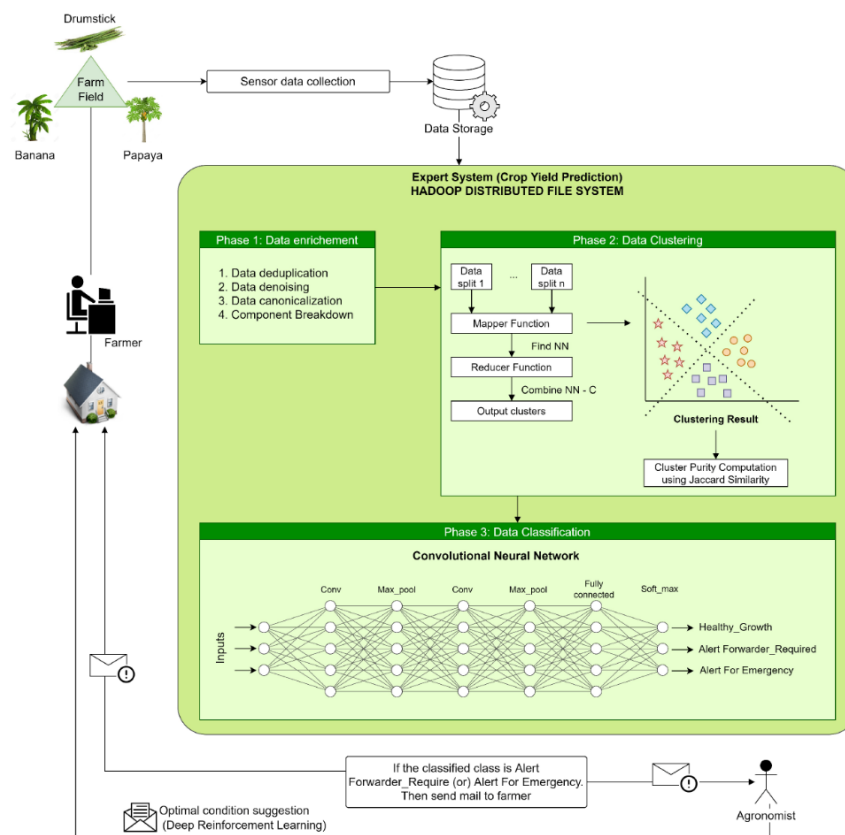 Drumstick
Farm
Field
Banana
Papaya
Sensor data collection
Data Storage
Farmer
Expert System (Crop Yield Prediction)
HADOOP DISTRIBUTED FILE SYSTEM
Phase 1: Data enrichement
1. Data deduplication
2. Data denoising
3. Data canonicalization
4. Component Breakdown
Phase 2: Data Clustering
Data
split 1
...
Data
split n
Mapper Function
Find NN
Reducer Function
Combine NN - C
Output clusters
Clustering Result
Cluster Purity Computation
using Jaccard Similarity
Phase 3: Data Classification
Convolutional Neural Network
Conv
Max_pool
Conv
Max_pool
Fully
connected
Soft_max
Inputs
Healthy_Growth
Alert Forwarder_Required
Alert For Emergency
If the classified class is Alert
Forwarder_Require (or) Alert For Emergency.
Then send mail to farmer
Agronomist
Optimal condition suggestion
(Deep Reinforcement Learning)